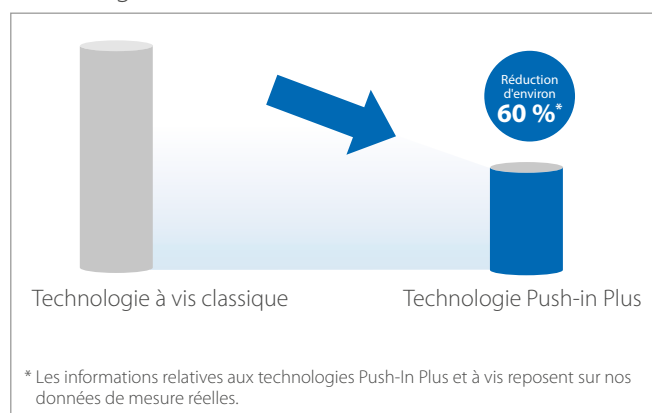 Réduction
d'environ
60 %*
Technologie à vis classique
Technologie Push-in Plus
* Les informations relatives aux technologies Push-In Plus et à vis reposent sur nos
données de mesure réelles.